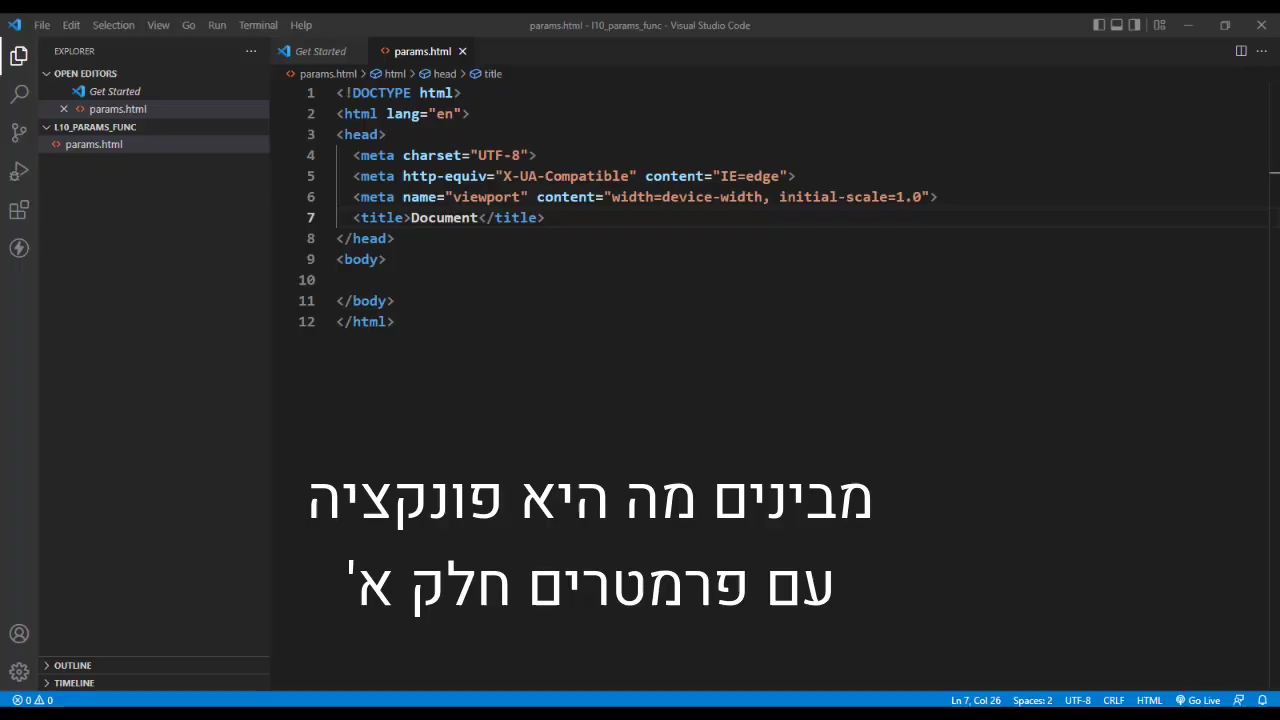 File Edit Selection View Go Run Terminal Help
params.html - l10_params_func - Visual Studio Code
EXPLORER
OPEN EDITORS
Get Started
params.html
L10_PARAMS_FUNC
params.html
OUTLINE
TIMELINE
Get Started params.html
params.html > html > head > title
1 <!DOCTYPE html>
2 <html lang="en">
3 <head>
4 <meta charset="UTF-8">
5 <meta http-equiv="X-UA-Compatible" content="IE=edge">
6 <meta name="viewport" content="width=device-width, initial-scale=1.0">
7 <title>Document</title>
8 </head>
9 <body>
10
11 </body>
12 </html>
מבינים מה היא פונקציה
עם פרמטרים חלק א'
0 0 Ln 7, Col 26 Spaces: 2 UTF-8 CRLF HTML Go Live